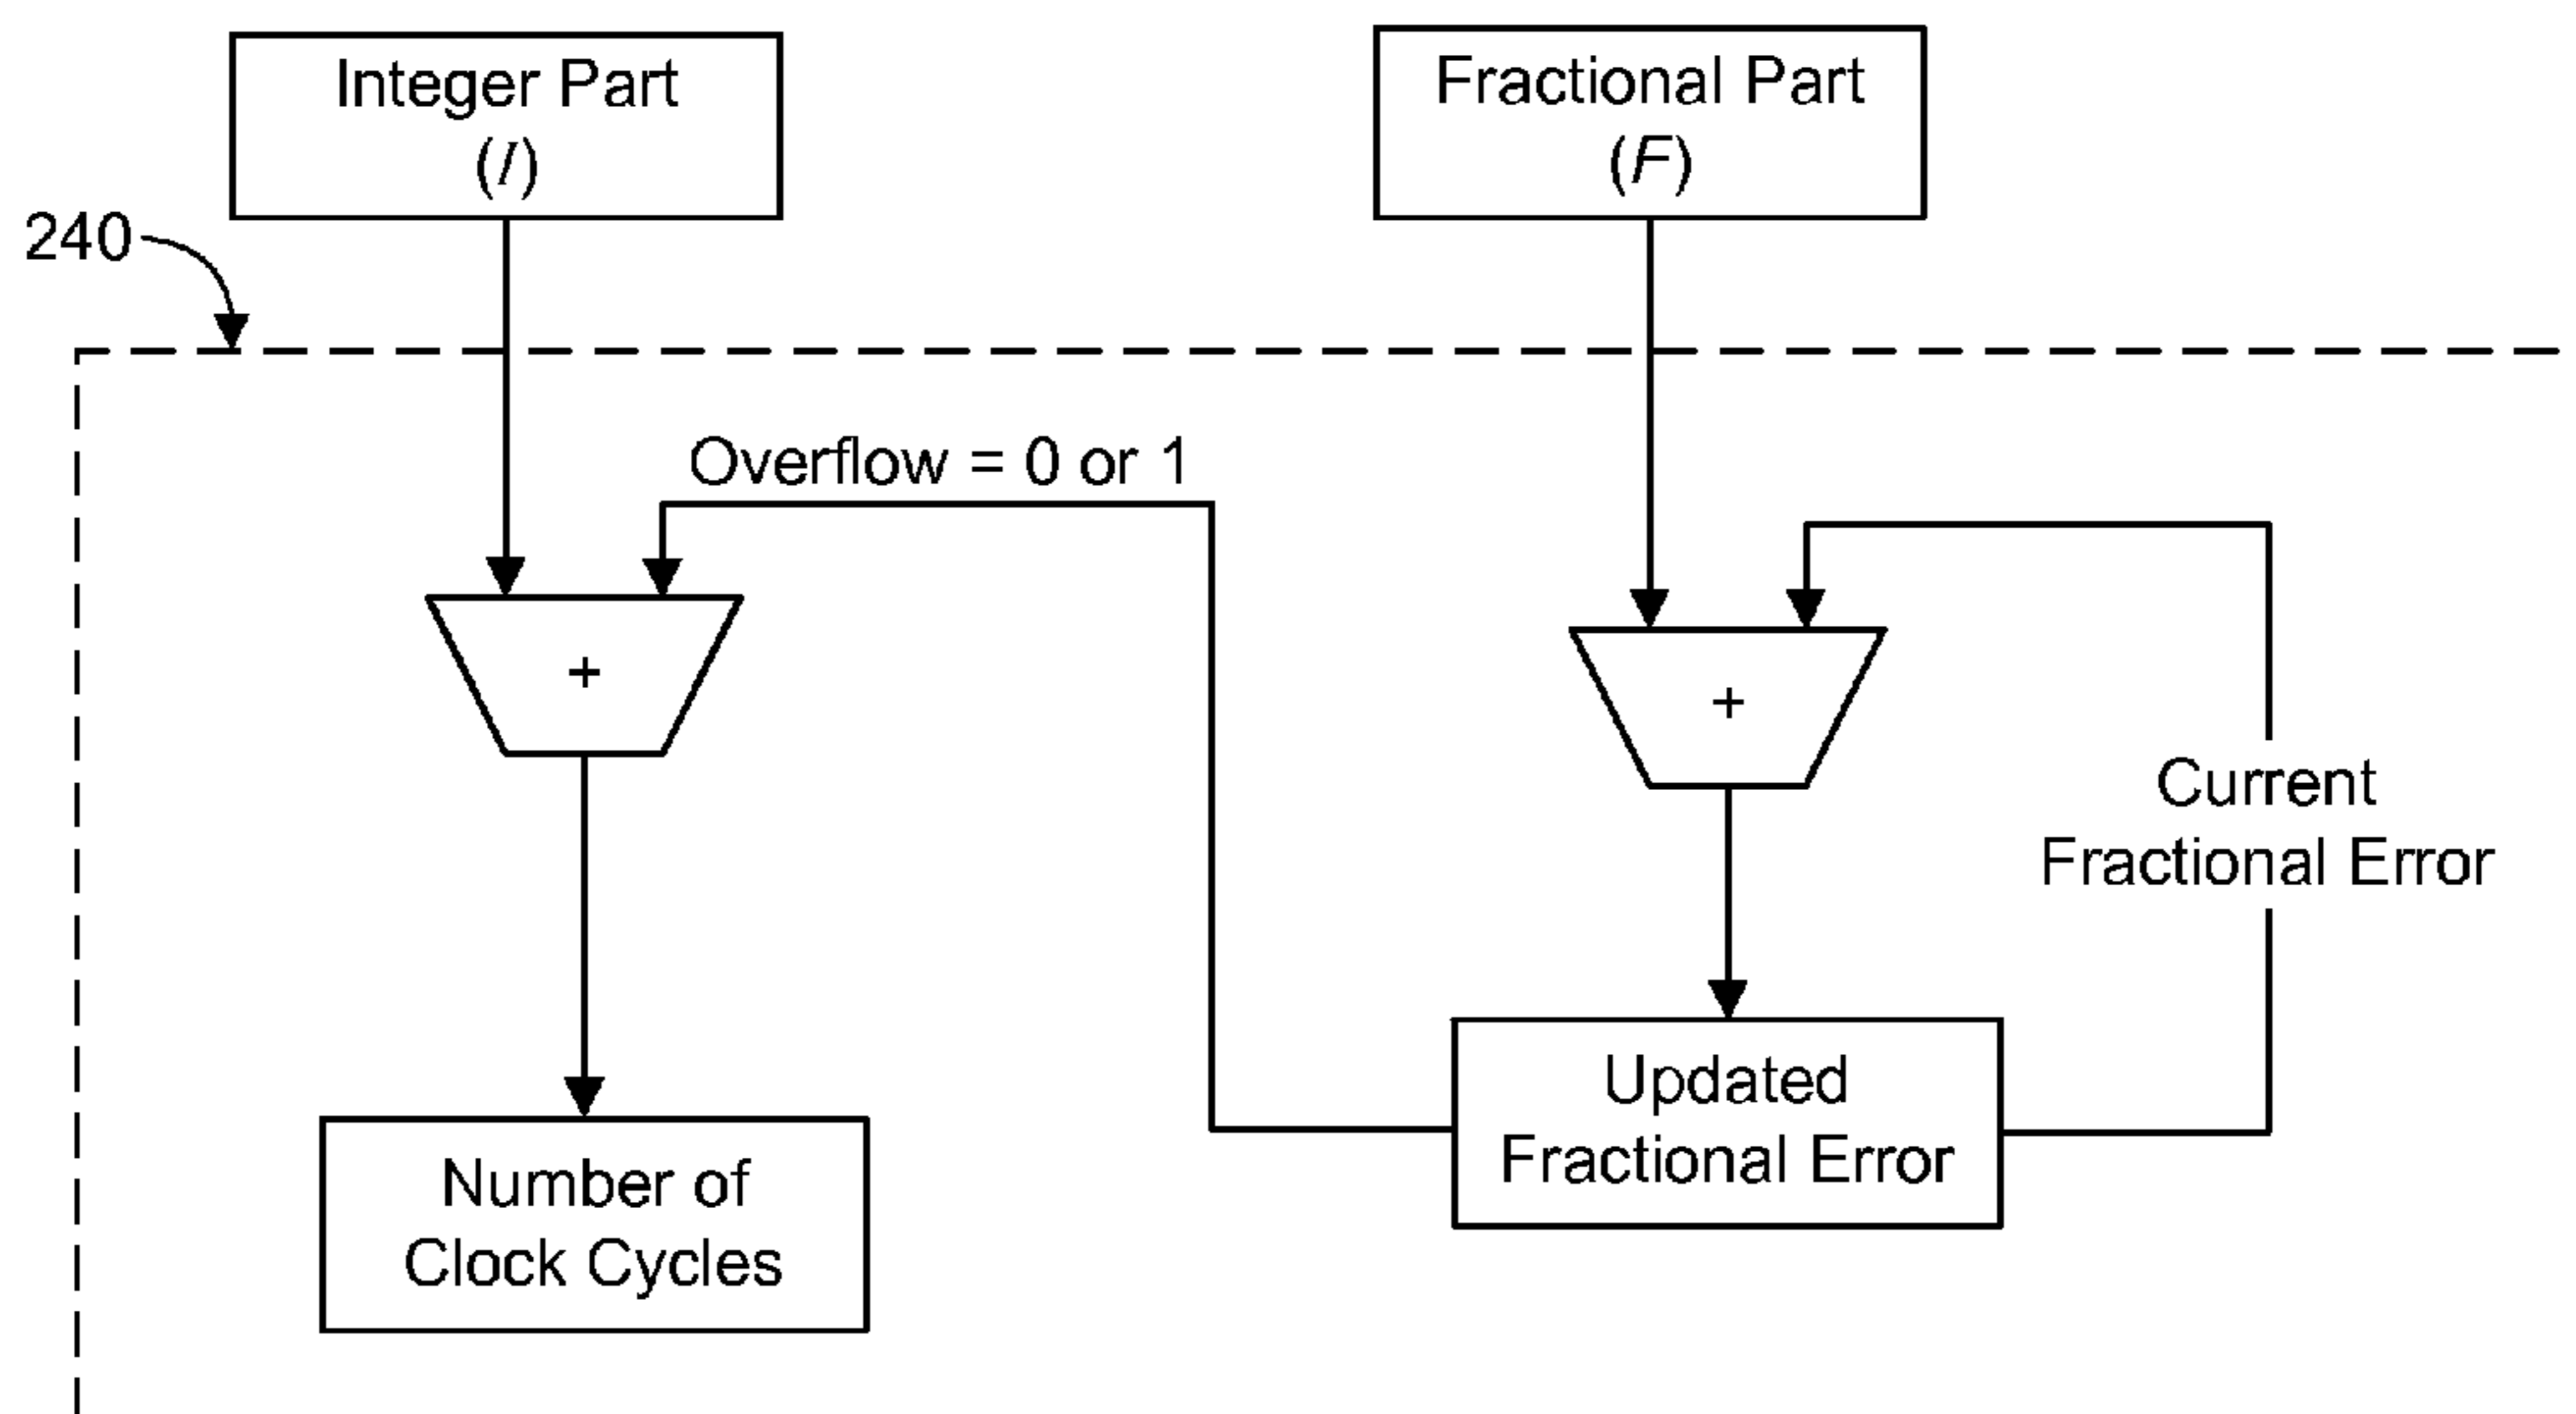 Integer Part
(I)
Fractional Part
(F)
240
Overflow = 0 or 1
+
+
Current
Fractional Error
Updated
Fractional Error
Number of
Clock Cycles